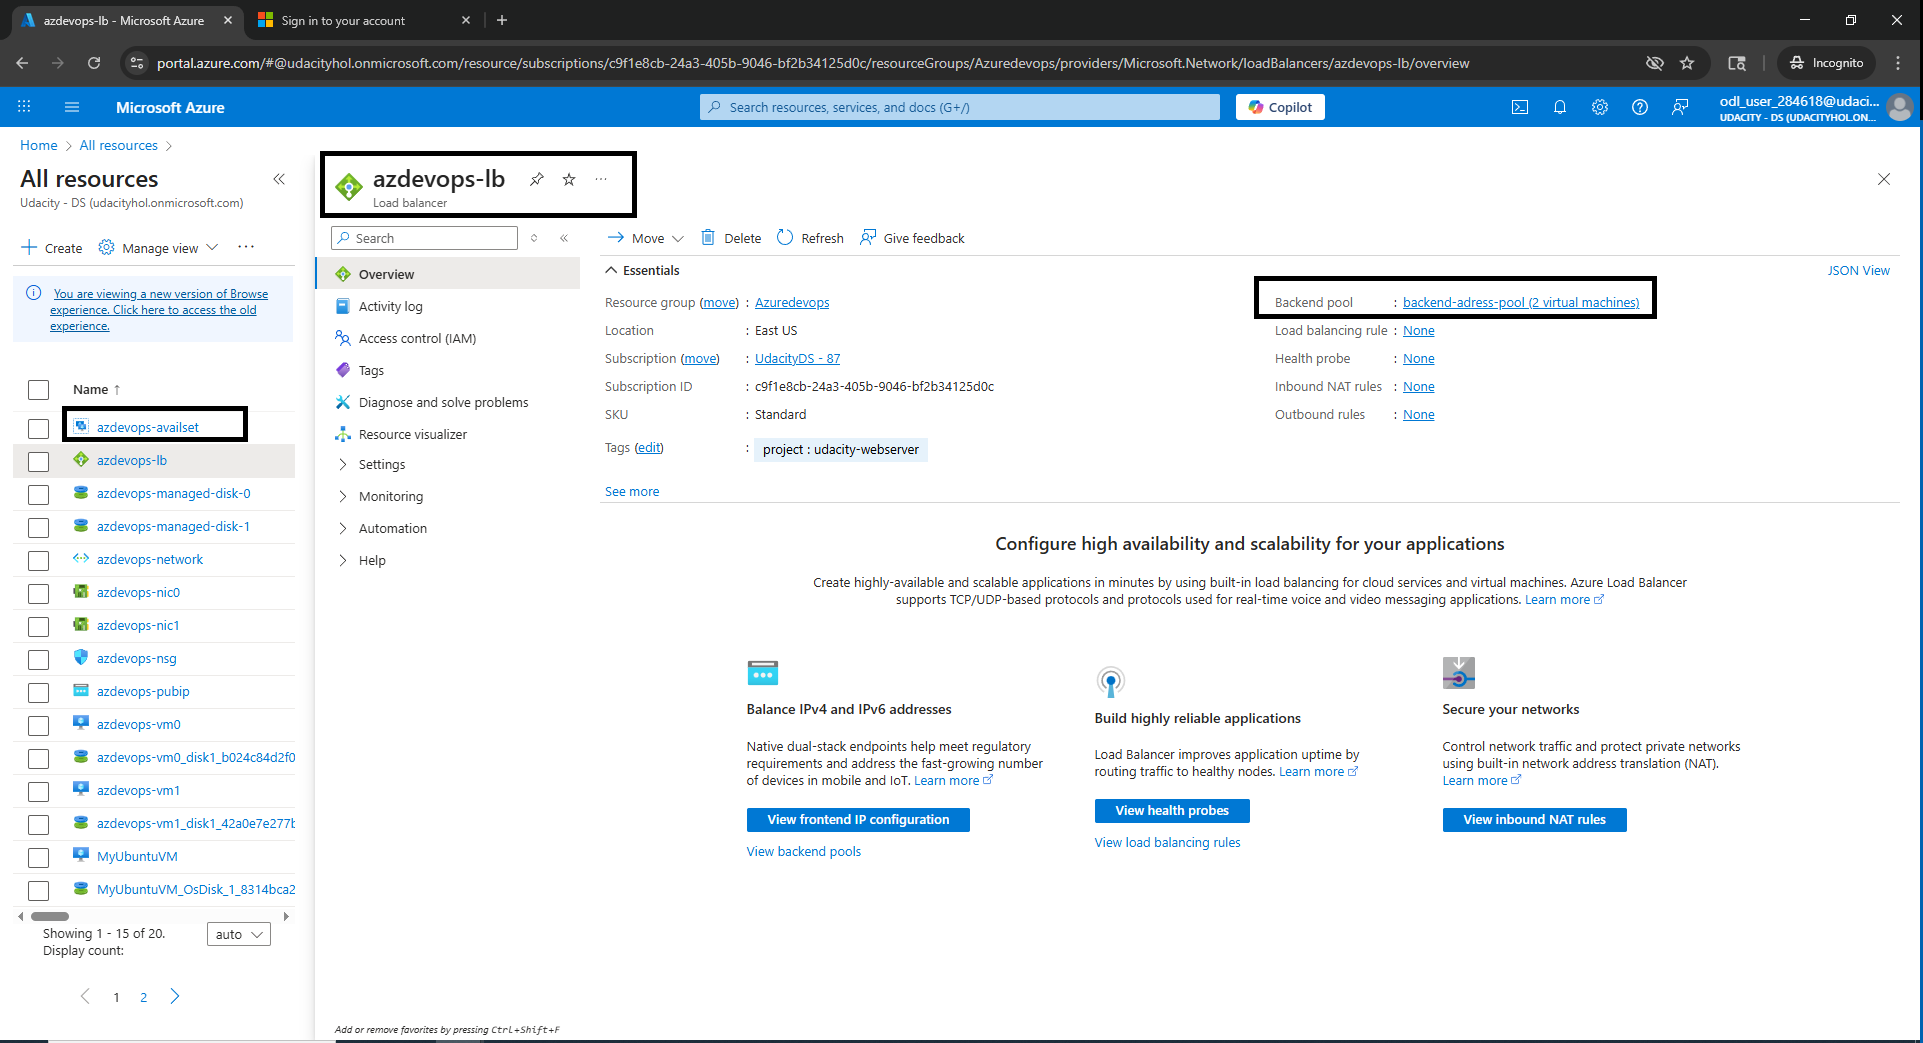 azdevops-lb - Microsoft Azure
Sign in to your account
portal.azure.com/#@udacityhol.onmicrosoft.com/resource/subscriptions/c9f1e8cb-24a3-405b-9046-bf2b34125d0c/resourceGroups/Azuredevops/providers/Microsoft.Network/loadBalancers/azdevops-lb/overview
Incognito
Microsoft Azure
Search resources, services, and docs (G+/)
Copilot
odl_user_284618@udaci...
UDACITY - DS (UDACITYHOL.ON...
Home > All resources >
All resources
Udacity - DS (udacityhol.onmicrosoft.com)
Create
Manage view
You are viewing a new version of Browse
experience. Click here to access the old
experience.
Name ↑
azdevops-availset
azdevops-lb
azdevops-managed-disk-0
azdevops-managed-disk-1
azdevops-network
azdevops-nic0
azdevops-nic1
azdevops-nsg
azdevops-pubip
azdevops-vm0
azdevops-vm0_disk1_b024c84d2f0
azdevops-vm1
azdevops-vm1_disk1_42a0e7e277b
MyUbuntuVM
MyUbuntuVM_OsDisk_1_8314bca2
Showing 1 - 15 of 20.
Display count:
auto
1 2
azdevops-lb
Load balancer
Search
Overview
Activity log
Access control (IAM)
Tags
Diagnose and solve problems
Resource visualizer
Settings
Monitoring
Automation
Help
Add or remove favorites by pressing Ctrl+Shift+F
Move
Delete
Refresh
Give feedback
Essentials
JSON View
Resource group (move) : Azuredevops
Location : East US
Subscription (move) : UdacityDS - 87
Subscription ID : c9f1e8cb-24a3-405b-9046-bf2b34125d0c
SKU : Standard
Tags (edit) : project : udacity-webserver
See more
Backend pool : backend-adress-pool (2 virtual machines)
Load balancing rule : None
Health probe : None
Inbound NAT rules : None
Outbound rules : None
Configure high availability and scalability for your applications
Create highly-available and scalable applications in minutes by using built-in load balancing for cloud services and virtual machines. Azure Load Balancer
supports TCP/UDP-based protocols and protocols used for real-time voice and video messaging applications. Learn more
Balance IPv4 and IPv6 addresses
Native dual-stack endpoints help meet regulatory
requirements and address the fast-growing number
of devices in mobile and IoT. Learn more
View frontend IP configuration
View backend pools
Build highly reliable applications
Load Balancer improves application uptime by
routing traffic to healthy nodes. Learn more
View health probes
View load balancing rules
Secure your networks
Control network traffic and protect private networks
using built-in network address translation (NAT).
Learn more
View inbound NAT rules